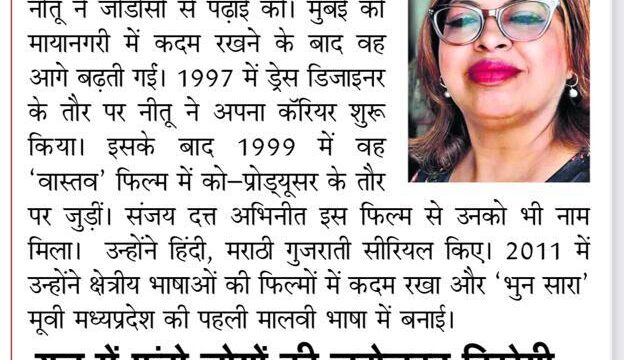 नीतू ने जीडीसी से पढ़ाई की। मुंबई की
मायानगरी में कदम रखने के बाद वह
आगे बढ़ती गई। 1997 में ड्रेस डिजाइनर
के तौर पर नीतू ने अपना कॅरियर शुरू
किया। इसके बाद 1999 में वह
‘वास्तव’ फिल्म में को–प्रोड्यूसर के तौर
पर जुड़ीं। संजय दत्त अभिनीत इस फिल्म से उनको भी नाम
मिला। उन्होंने हिंदी, मराठी गुजराती सीरियल किए। 2011 में
उन्होंने क्षेत्रीय भाषाओं की फिल्मों में कदम रखा और ‘भुन सारा’
मूवी मध्यप्रदेश की पहली मालवी भाषा में बनाई।